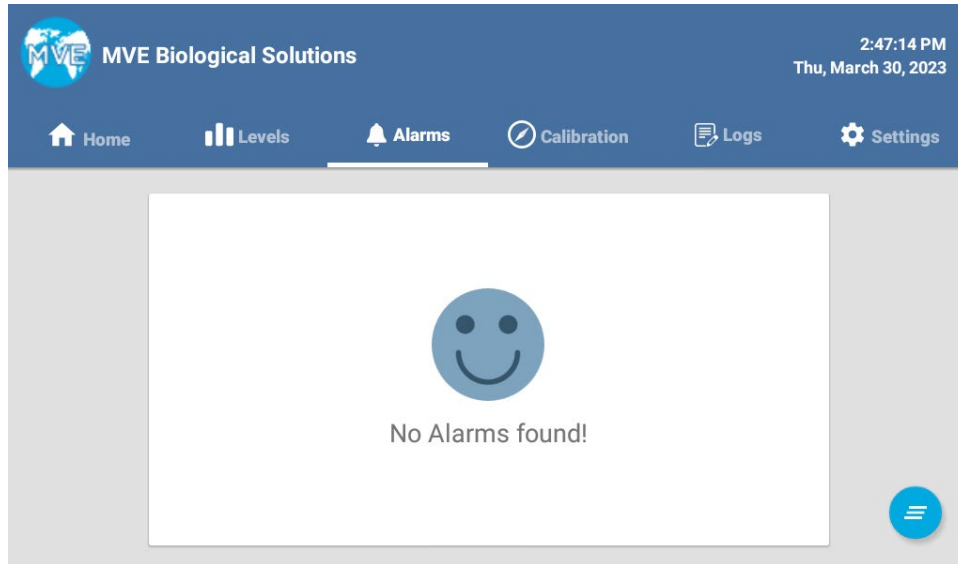 MVE
MVE Biological Solutions
2:47:14 PM
Thu, March 30, 2023
Home
Levels
Alarms
Calibration
Logs
Settings
No Alarms found!